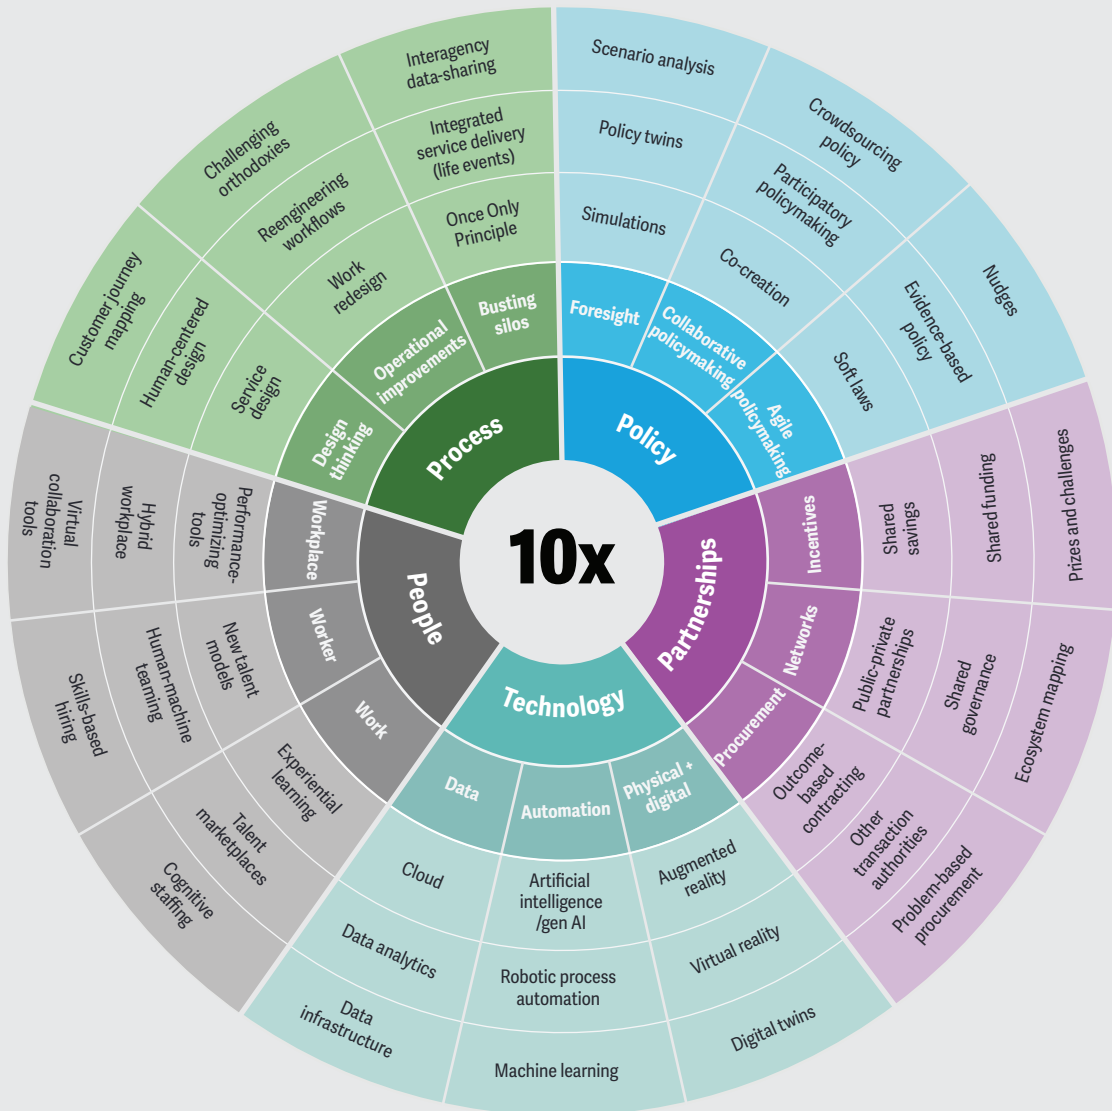 10x
Process
Busting
silos
Once Only
Principle
Integrated
service delivery
(life events)
Interagency
data-sharing
Operational
improvements
Work
redesign
Reengineering
workflows
Challenging
orthodoxies
Design
thinking
Service
design
Human-centered
design
Customer journey
mapping
Policy
Foresight
Simulations
Policy twins
Scenario analysis
Collaborative
policymaking
Co-creation
Participatory
policymaking
Crowdsourcing
policy
Agile
policymaking
Soft laws
Evidence-based
policy
Nudges
Partnerships
Incentives
Shared
savings
Shared funding
Prizes and challenges
Networks
Public-private
partnerships
Shared
governance
Ecosystem mapping
Procurement
Outcome-
based
contracting
Other
transaction
authorities
Problem-based
procurement
Technology
Physical +
digital
Augmented
reality
Virtual reality
Digital twins
Automation
Artificial
intelligence
/gen AI
Robotic process
automation
Machine learning
Data
Cloud
Data analytics
Data
infrastructure
People
Work
Experiential
learning
Talent
marketplaces
Cognitive
staffing
Worker
New talent
models
Human-machine
teaming
Skills-based
hiring
Workplace
Performance-
optimizing
tools
Hybrid
workplace
Virtual
collaboration
tools